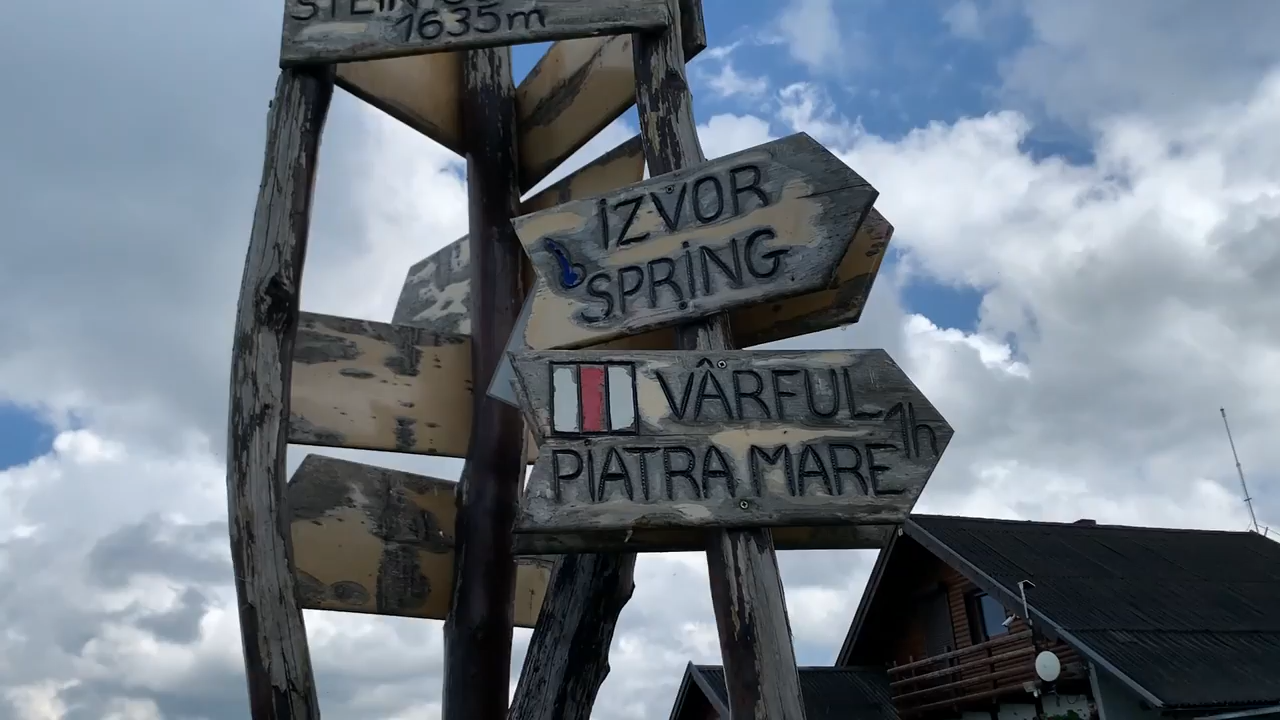 1635m
IZVOR
SPRING
VÂRFUL
1h
PIATRA MARE